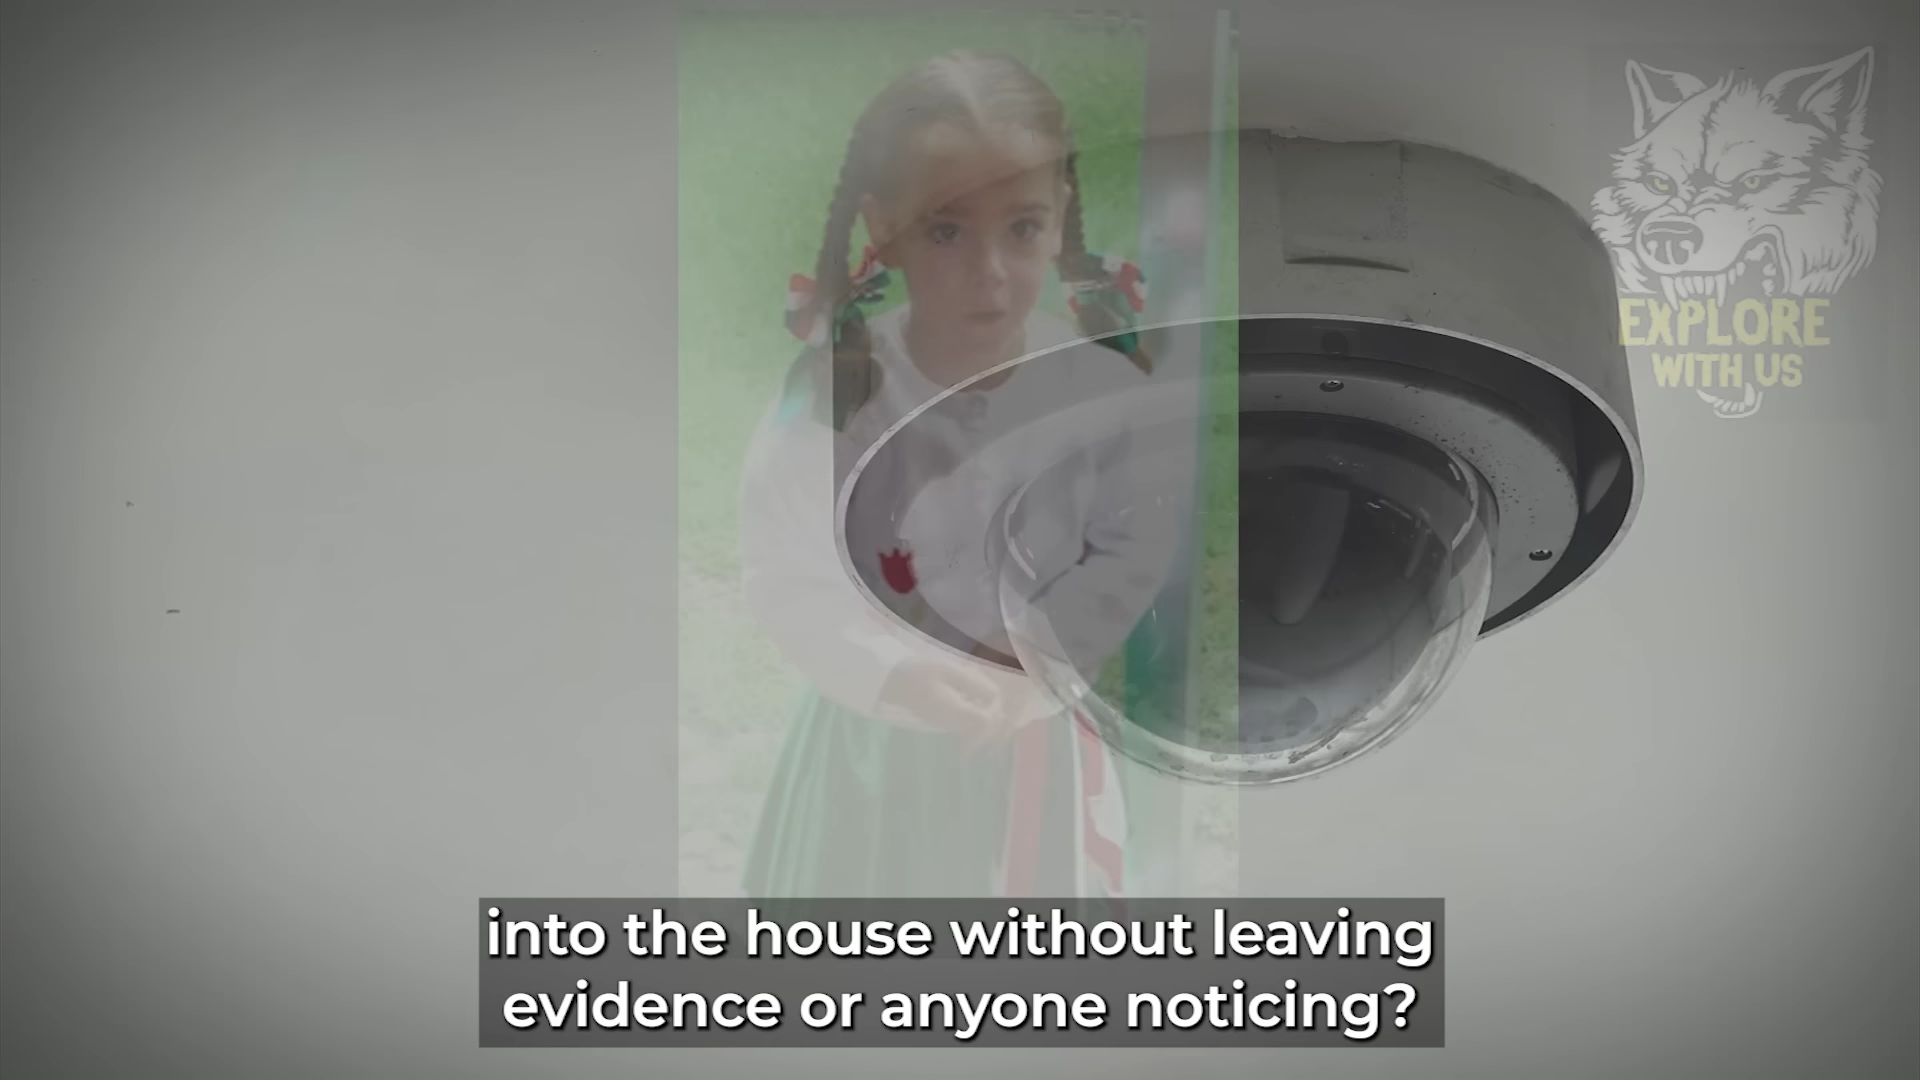 EXPLORE
WITH US
into the house without leaving
evidence or anyone noticing?